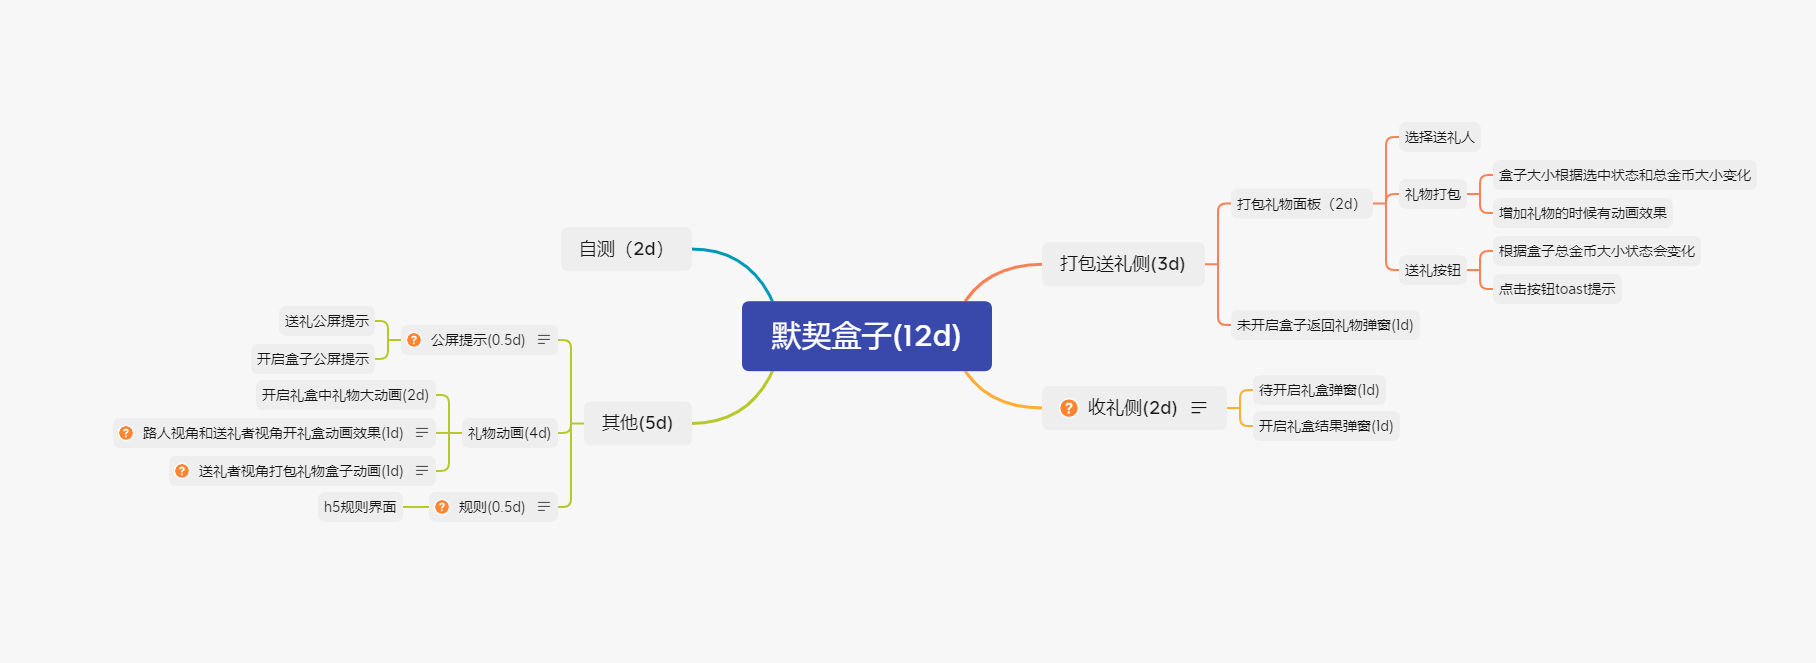 默契盒子(12d)
打包送礼侧(3d)
打包礼物面板（2d）
选择送礼人
礼物打包
盒子大小根据选中状态和总金币大小变化
增加礼物的时候有动画效果
送礼按钮
根据盒子总金币大小状态会变化
点击按钮toast提示
未开启盒子返回礼物弹窗(1d)
收礼侧(2d)
待开启礼盒弹窗(1d)
开启礼盒结果弹窗(1d)
自测（2d）
其他(5d)
公屏提示(0.5d)
送礼公屏提示
开启盒子公屏提示
礼物动画(4d)
开启礼盒中礼物大动画(2d)
路人视角和送礼者视角开礼盒动画效果(1d)
送礼者视角打包礼物盒子动画(1d)
规则(0.5d)
h5规则界面